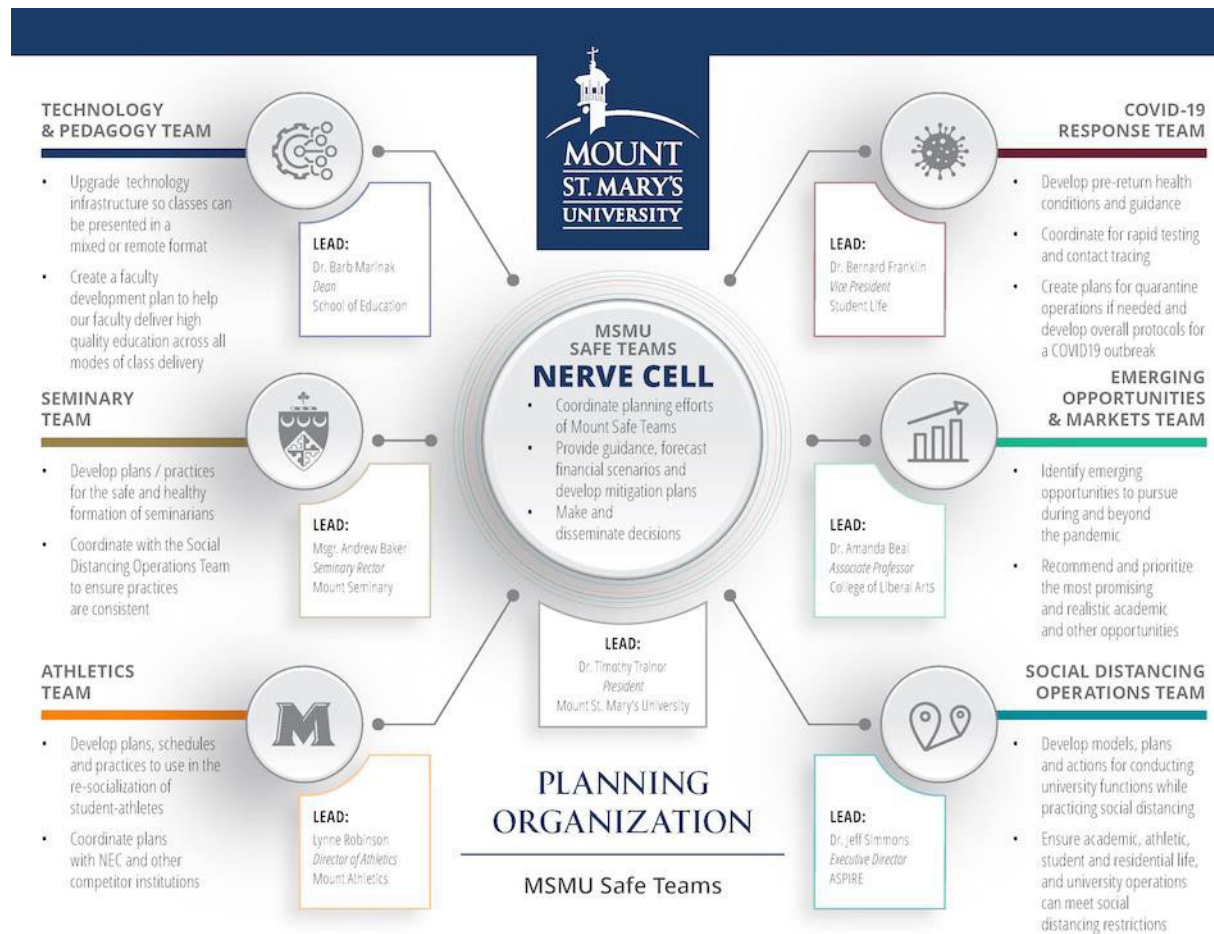 MOUNT
ST. MARY'S
UNIVERSITY
TECHNOLOGY
& PEDAGOGY TEAM
• Upgrade technology
infrastructure so classes can
be presented in a
mixed or remote format
• Create a faculty
development plan to help
our faculty deliver high
quality education across all
modes of class delivery
LEAD:
Dr. Barb Marinak
Dean
School of Education
SEMINARY
TEAM
• Develop plans / practices
for the safe and healthy
formation of seminarians
• Coordinate with the Social
Distancing Operations Team
to ensure practices
are consistent
LEAD:
Msgr. Andrew Baker
Seminary Rector
Mount Seminary
ATHLETICS
TEAM
• Develop plans, schedules
and practices to use in the
re-socialization of
student-athletes
• Coordinate plans
with NEC and other
competitor institutions
M
LEAD:
Lynne Robinson
Director of Athletics
Mount Athletics
MSMU
SAFE TEAMS
NERVE CELL
• Coordinate planning efforts
of Mount Safe Teams
• Provide guidance, forecast
financial scenarios and
develop mitigation plans
• Make and
disseminate decisions
LEAD:
Dr. Timothy Trainor
President
Mount St. Mary's University
PLANNING
ORGANIZATION
MSMU Safe Teams
COVID-19
RESPONSE TEAM
• Develop pre-return health
conditions and guidance
• Coordinate for rapid testing
and contact tracing
• Create plans for quarantine
operations if needed and
develop overall protocols for
a COVID19 outbreak
LEAD:
Dr. Bernard Franklin
Vice President
Student Life
EMERGING
OPPORTUNITIES
& MARKETS TEAM
• Identify emerging
opportunities to pursue
during and beyond
the pandemic
• Recommend and prioritize
the most promising
and realistic academic
and other opportunities
LEAD:
Dr. Amanda Beal
Associate Professor
College of Liberal Arts
SOCIAL DISTANCING
OPERATIONS TEAM
• Develop models, plans
and actions for conducting
university functions while
practicing social distancing
• Ensure academic, athletic,
student and residential life,
and university operations
can meet social
distancing restrictions
LEAD:
Dr. Jeff Simmons
Executive Director
ASPIRE